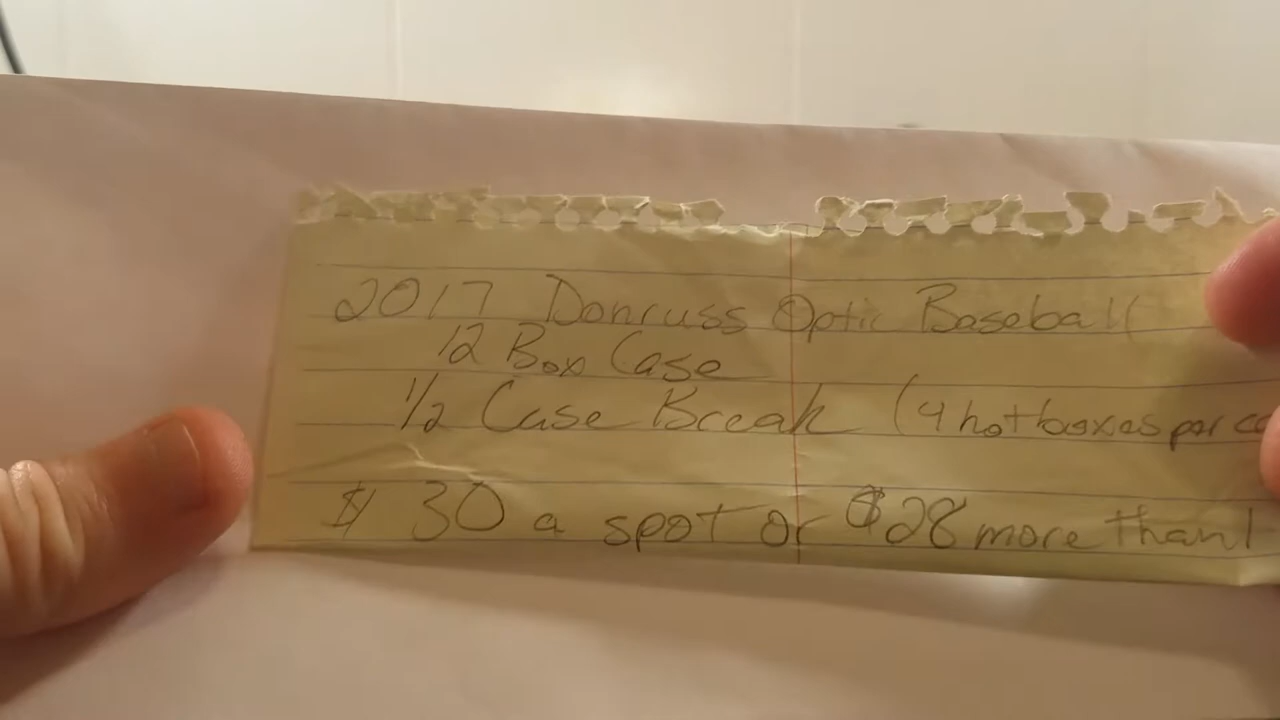 2017 Donruss Optic Baseball
12 Box Case
1/2 Case Break (4 hot boxes per
$30 a spot or $28 more than 1